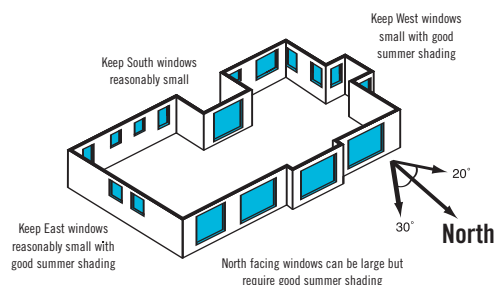 Keep West windows
small with good
summer shading
Keep South windows
reasonably small
20°
30°
North
Keep East windows
reasonably small with
good summer shading
North facing windows can be large but
require good summer shading